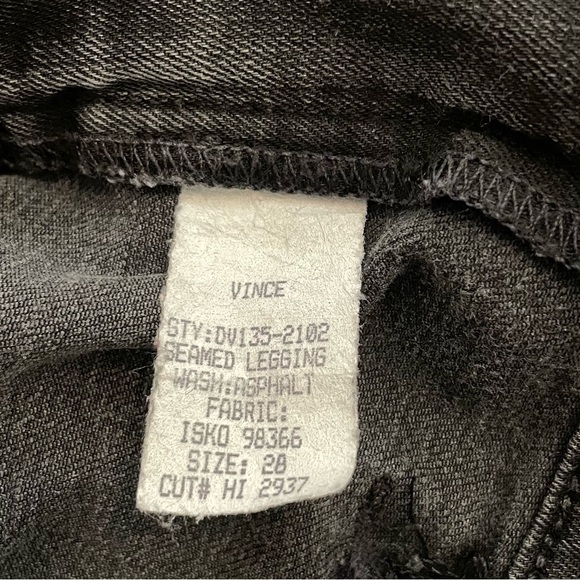 VINCE
STY:DV135-2102
SEAMED LEGGING
WASH:ASPHALT
FABRIC:
ISKO 98366
SIZE: 28
CUT# HI 2937